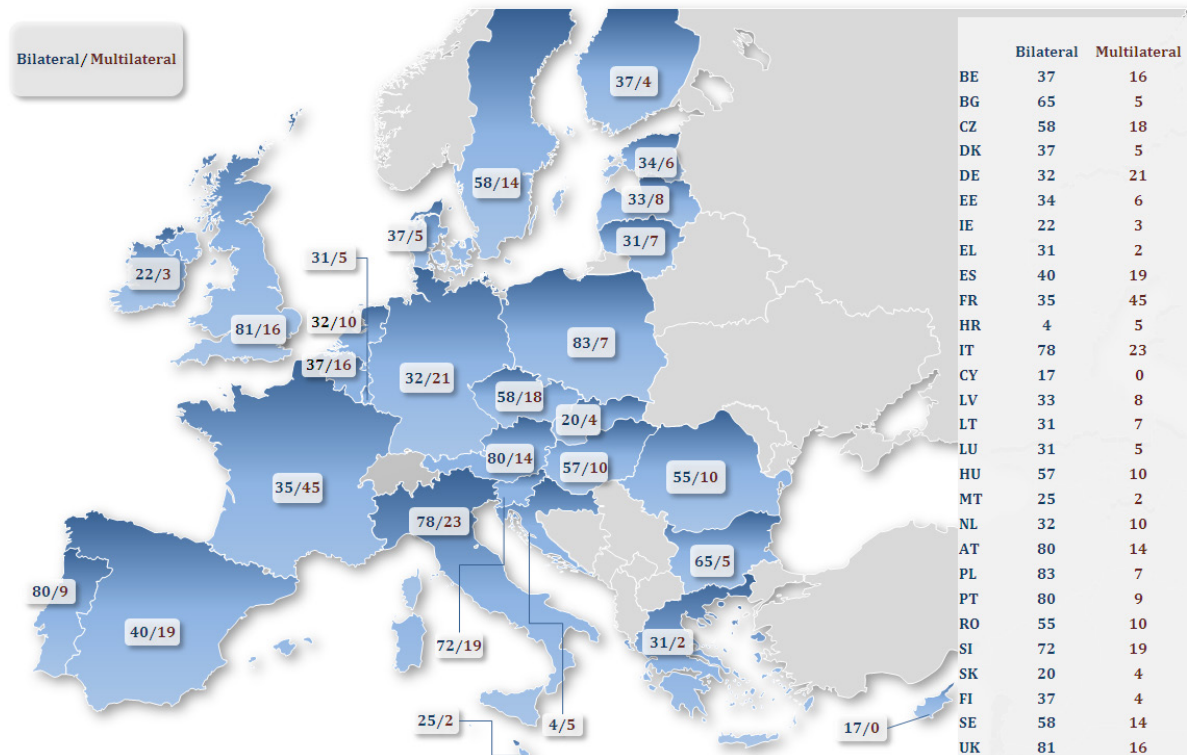 Bilateral/ Multilateral
37/4
34/6
58/14
33/8
31/7
37/5
31/5
22/3
32/10
81/16
83/7
37/16
32/21
58/18
20/4
80/14
57/10
55/10
35/45
78/23
65/5
80/9
40/19
72/19
31/2
25/2
4/5
17/0
Bilateral Multilateral
BE 37 16
BG 65 5
CZ 58 18
DK 37 5
DE 32 21
EE 34 6
IE 22 3
EL 31 2
ES 40 19
FR 35 45
HR 4 5
IT 78 23
CY 17 0
LV 33 8
LT 31 7
LU 31 5
HU 57 10
MT 25 2
NL 32 10
AT 80 14
PL 83 7
PT 80 9
RO 55 10
SI 72 19
SK 20 4
FI 37 4
SE 58 14
UK 81 16